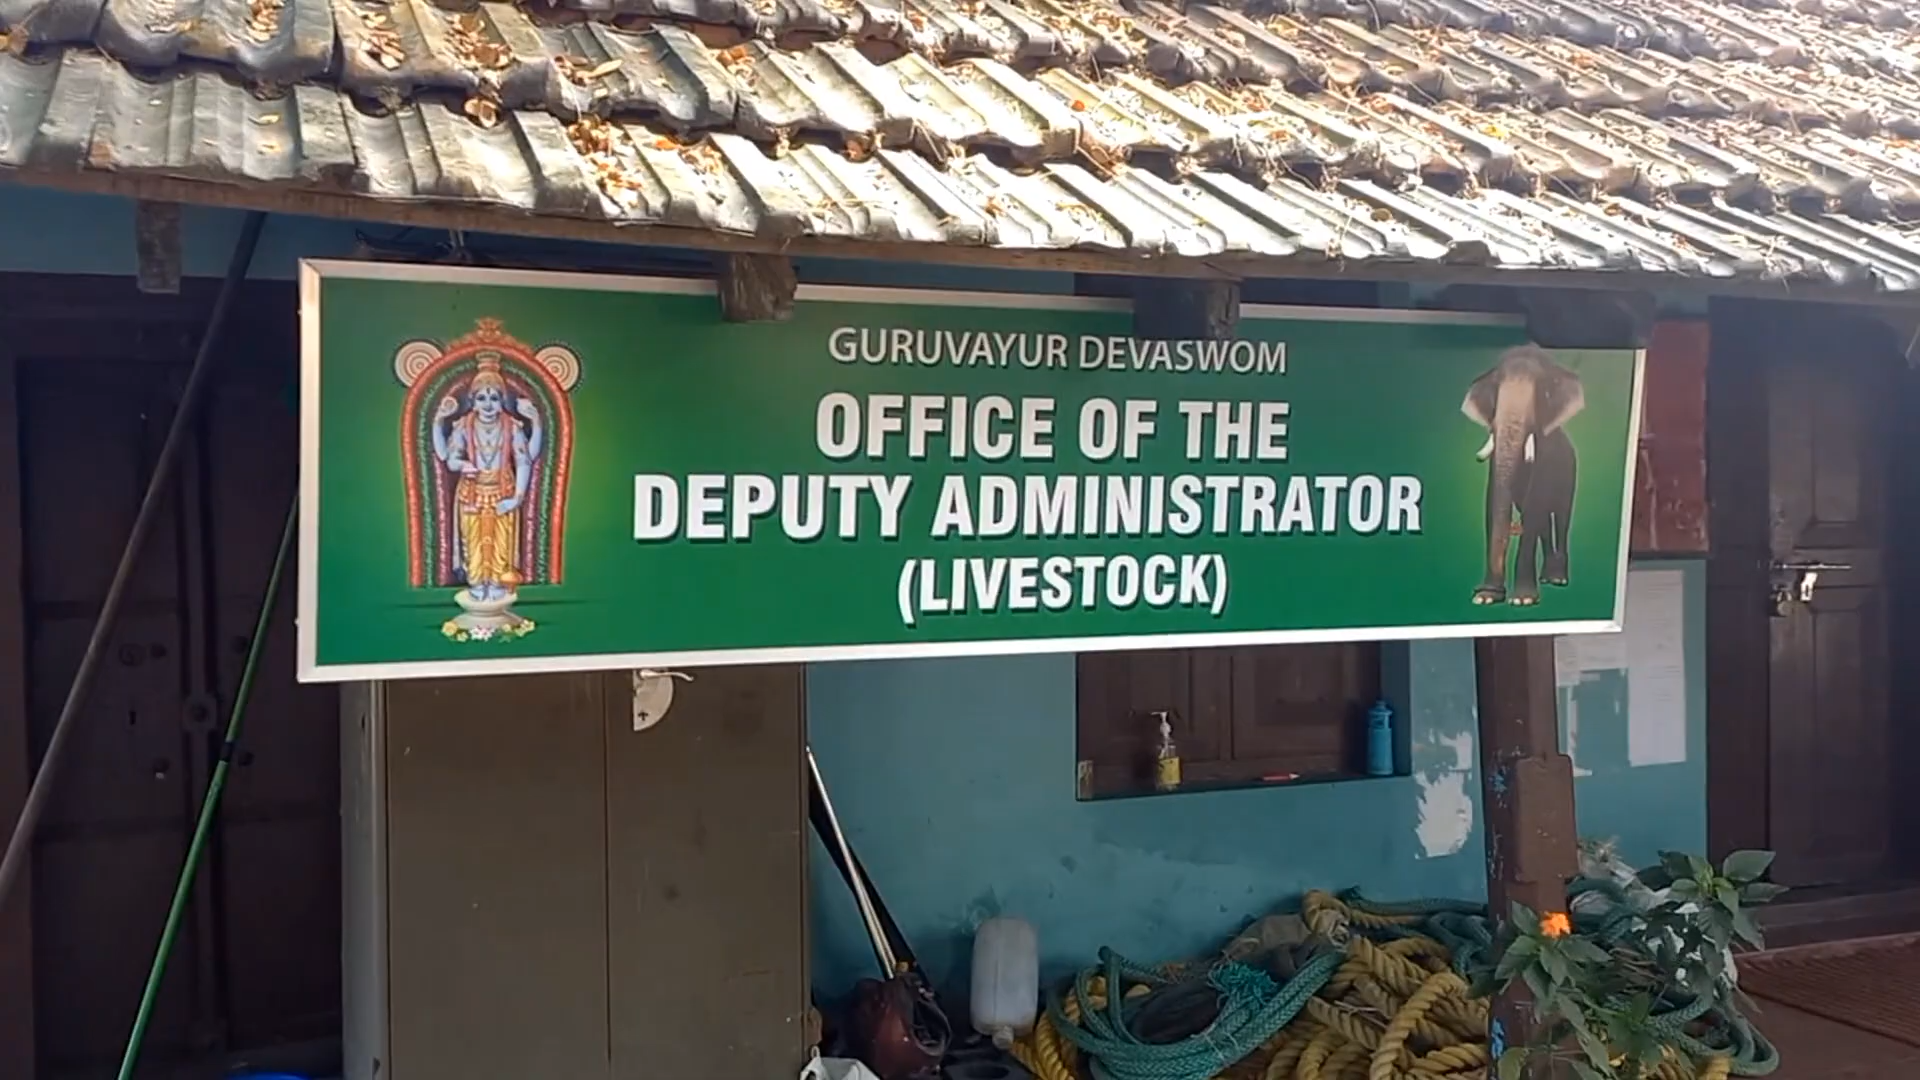 GURUVAYUR DEVASWOM
OFFICE OF THE
DEPUTY ADMINISTRATOR
(LIVESTOCK)